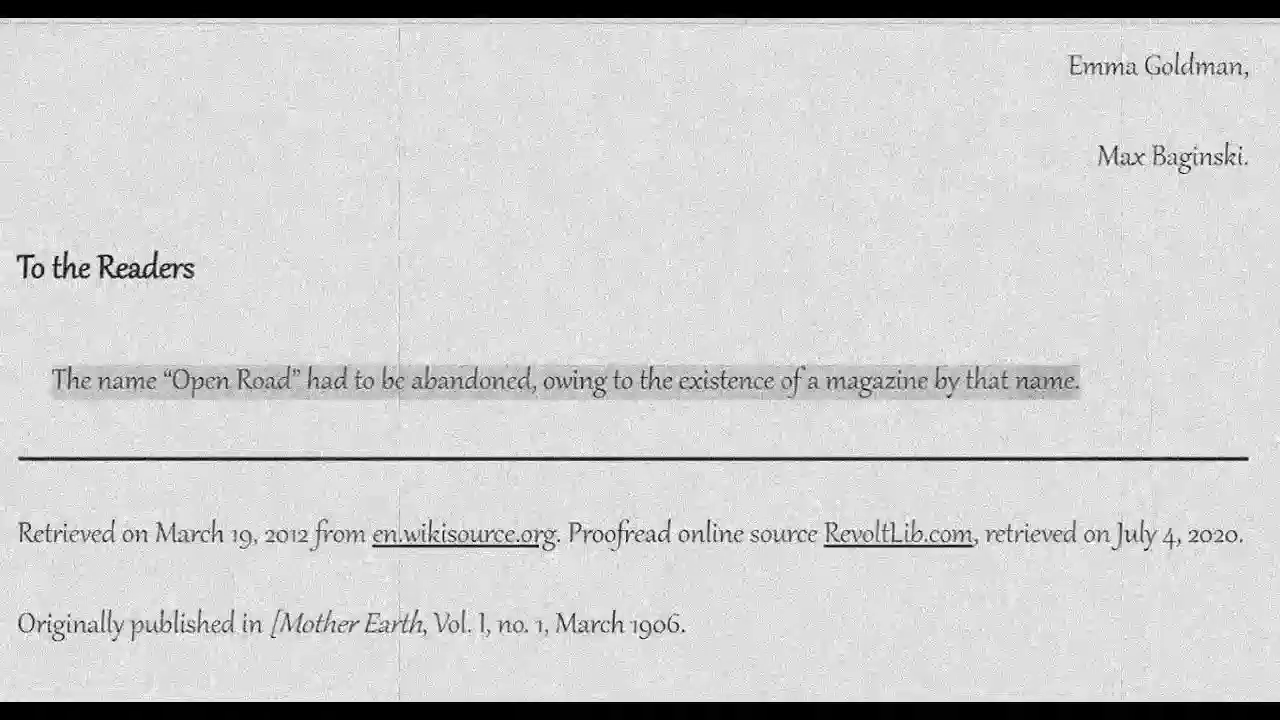 Emma Goldman,
Max Baginski.
To the Readers
The name “Open Road” had to be abandoned, owing to the existence of a magazine by that name.
Retrieved on March 19, 2012 from en.wikisource.org. Proofread online source RevoltLib.com, retrieved on July 4, 2020.
Originally published in [Mother Earth, Vol. I, no. 1, March 1906.